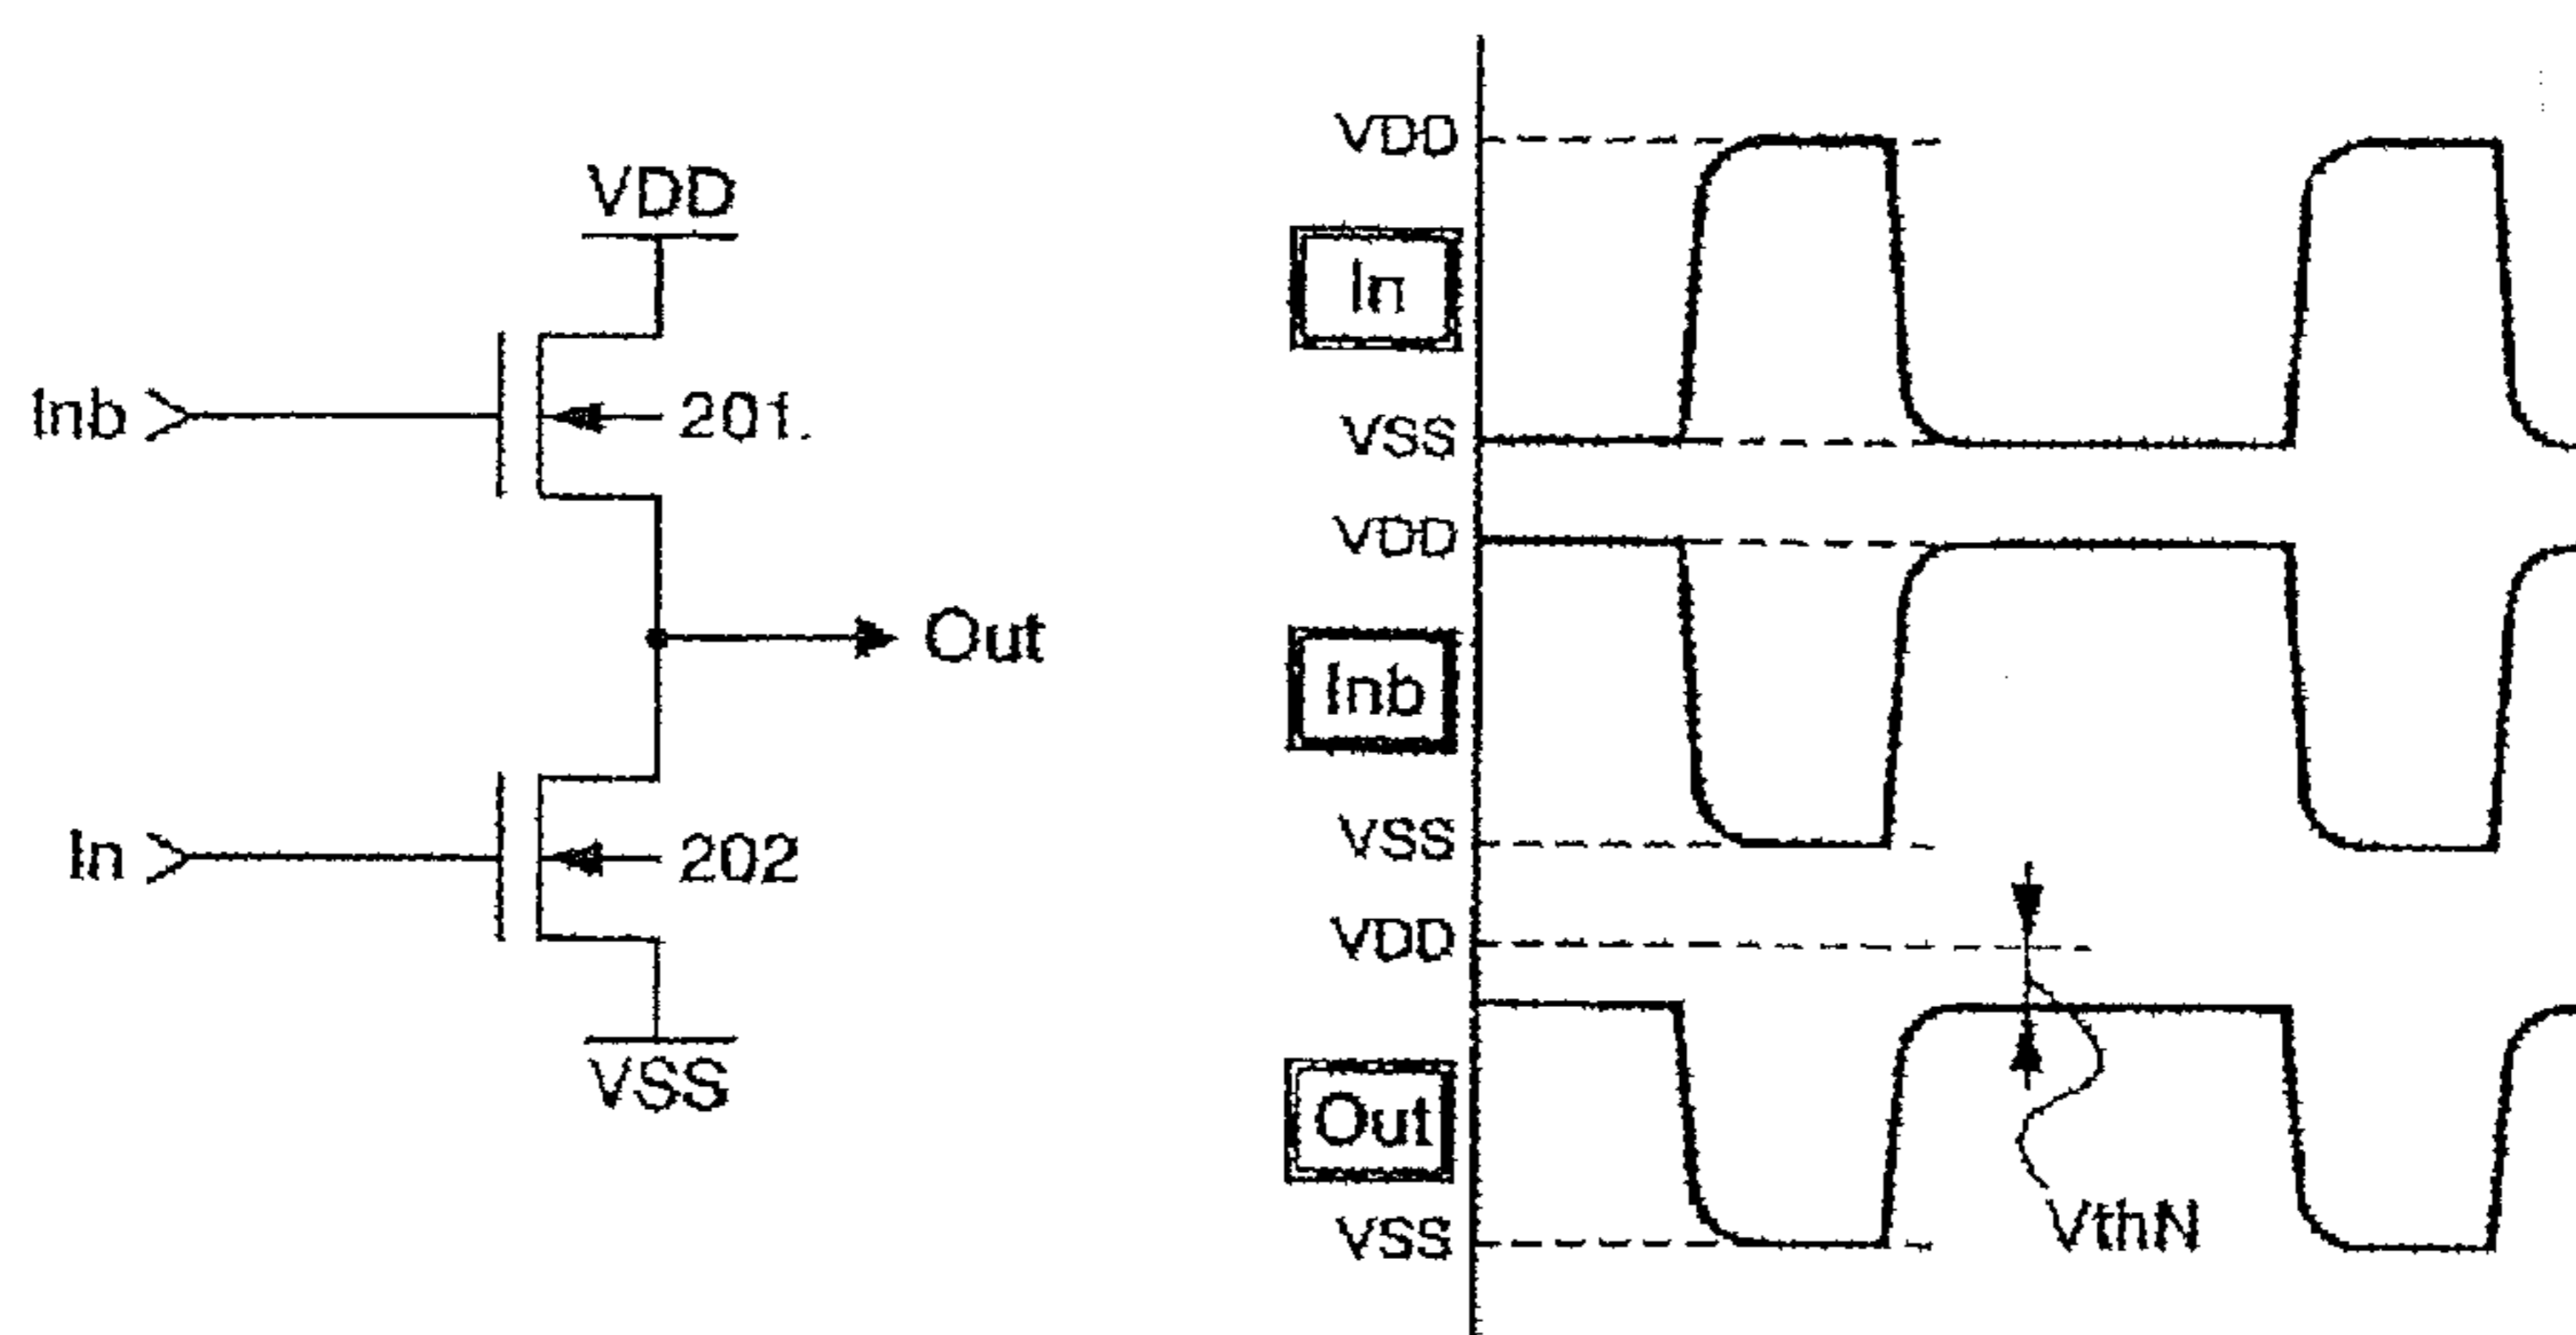 VDD
Inb
201.
Out
In
202
VSS
VDD
In
VSS
VDD
Inb
VSS
VDD
Out
VSS
VthN